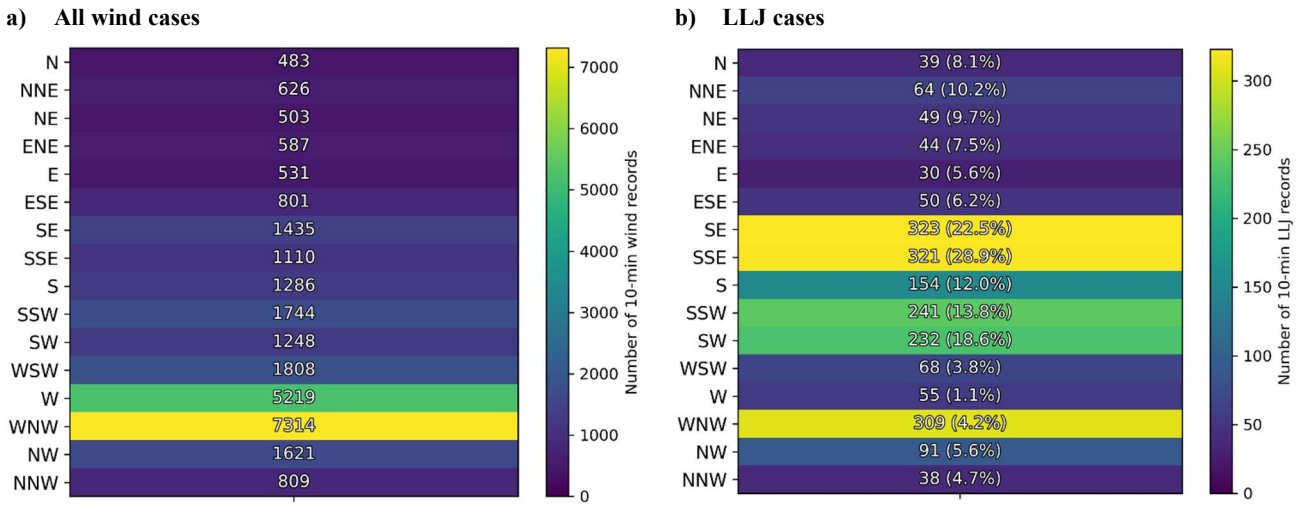 a) All wind cases
N 483
NNE 626
NE 503
ENE 587
E 531
ESE 801
SE 1435
SSE 1110
S 1286
SSW 1744
SW 1248
WSW 1808
W 5219
WNW 7314
NW 1621
NNW 809
7000
6000
5000
4000
3000
2000
1000
0
Number of 10-min wind records
b) LLJ cases
N 39 (8.1%)
NNE 64 (10.2%)
NE 49 (9.7%)
ENE 44 (7.5%)
E 30 (5.6%)
ESE 50 (6.2%)
SE 323 (22.5%)
SSE 321 (28.9%)
S 154 (12.0%)
SSW 241 (13.8%)
SW 232 (18.6%)
WSW 68 (3.8%)
W 55 (1.1%)
WNW 309 (4.2%)
NW 91 (5.6%)
NNW 38 (4.7%)
300
250
200
150
100
50
0
Number of 10-min LLJ records